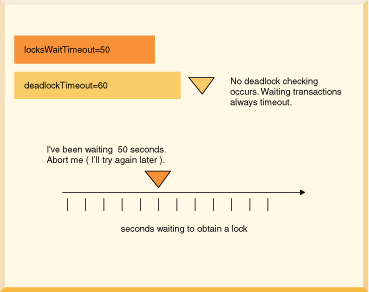 locksWaitTimeout=50
deadlockTimeout=60
No deadlock checking
occurs. Waiting transactions
always timeout.
I've been waiting  50 seconds.
Abort me ( I'll try again later ).
seconds waiting to obtain a lock